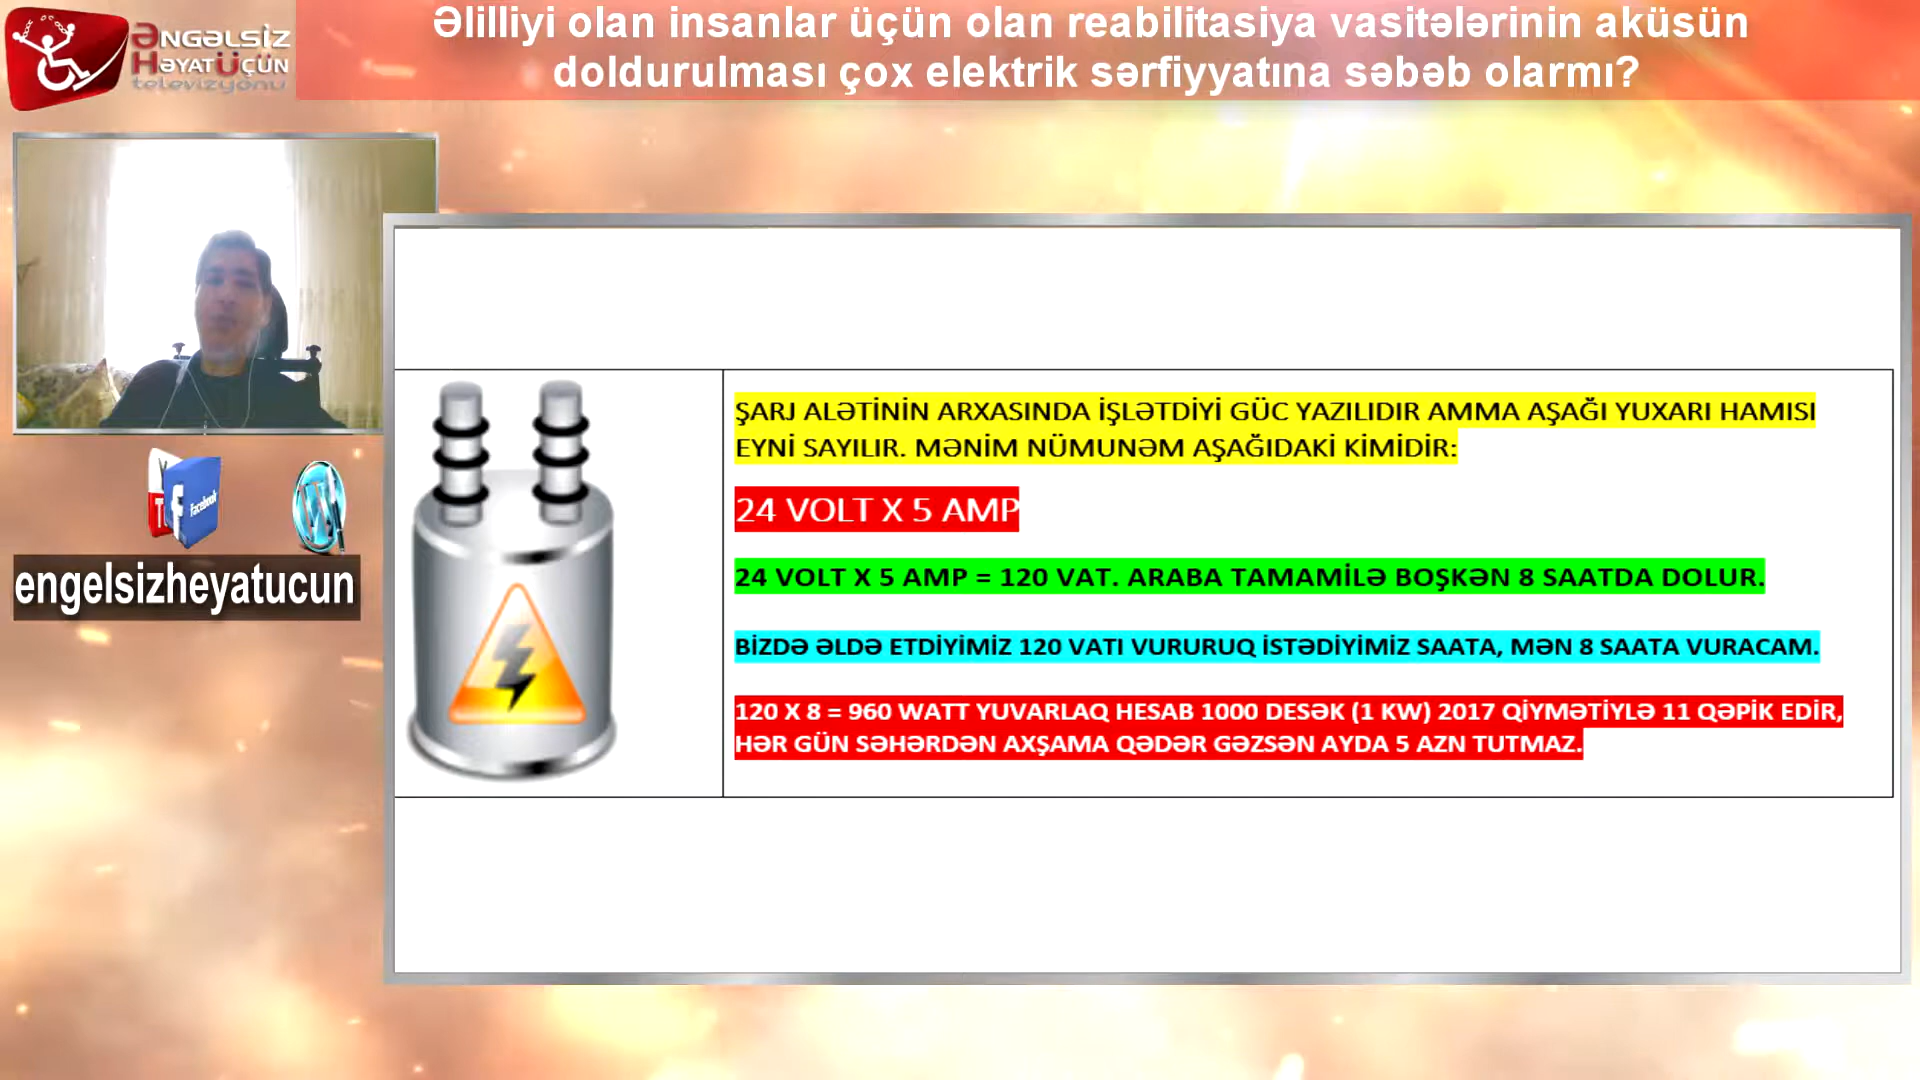 Əlilliyi olan insanlar üçün olan reabilitasiya vasitələrinin aküsün
doldurulması çox elektrik sərfiyyatına səbəb olarmı?
ƏNGƏLSİZ
HƏYAT ÜÇÜN
televizyonu
ŞARJ ALƏTİNİN ARXASINDA İŞLƏTDİYİ GÜC YAZILIDIR AMMA AŞAĞI YUXARI HAMISI
EYNİ SAYILIR. MƏNİM NÜMUNƏM AŞAĞIDAKİ KİMİDİR:
24 VOLT X 5 AMP
24 VOLT X 5 AMP = 120 VAT. ARABA TAMAMİLƏ BOŞKƏN 8 SAATDA DOLUR.
BİZDƏ ƏLDƏ ETDİYİMİZ 120 VATI VURURUQ İSTƏDİYİMİZ SAATA, MƏN 8 SAATA VURACAM.
120 X 8 = 960 WATT YUVARLAQ HESAB 1000 DESƏK (1 KW) 2017 QİYMƏTİYLƏ 11 QƏPİK EDİR,
HƏR GÜN SƏHƏRDƏN AXŞAMA QƏDƏR GƏZSƏN AYDA 5 AZN TUTMAZ.
facebook
engelsizheyatucun